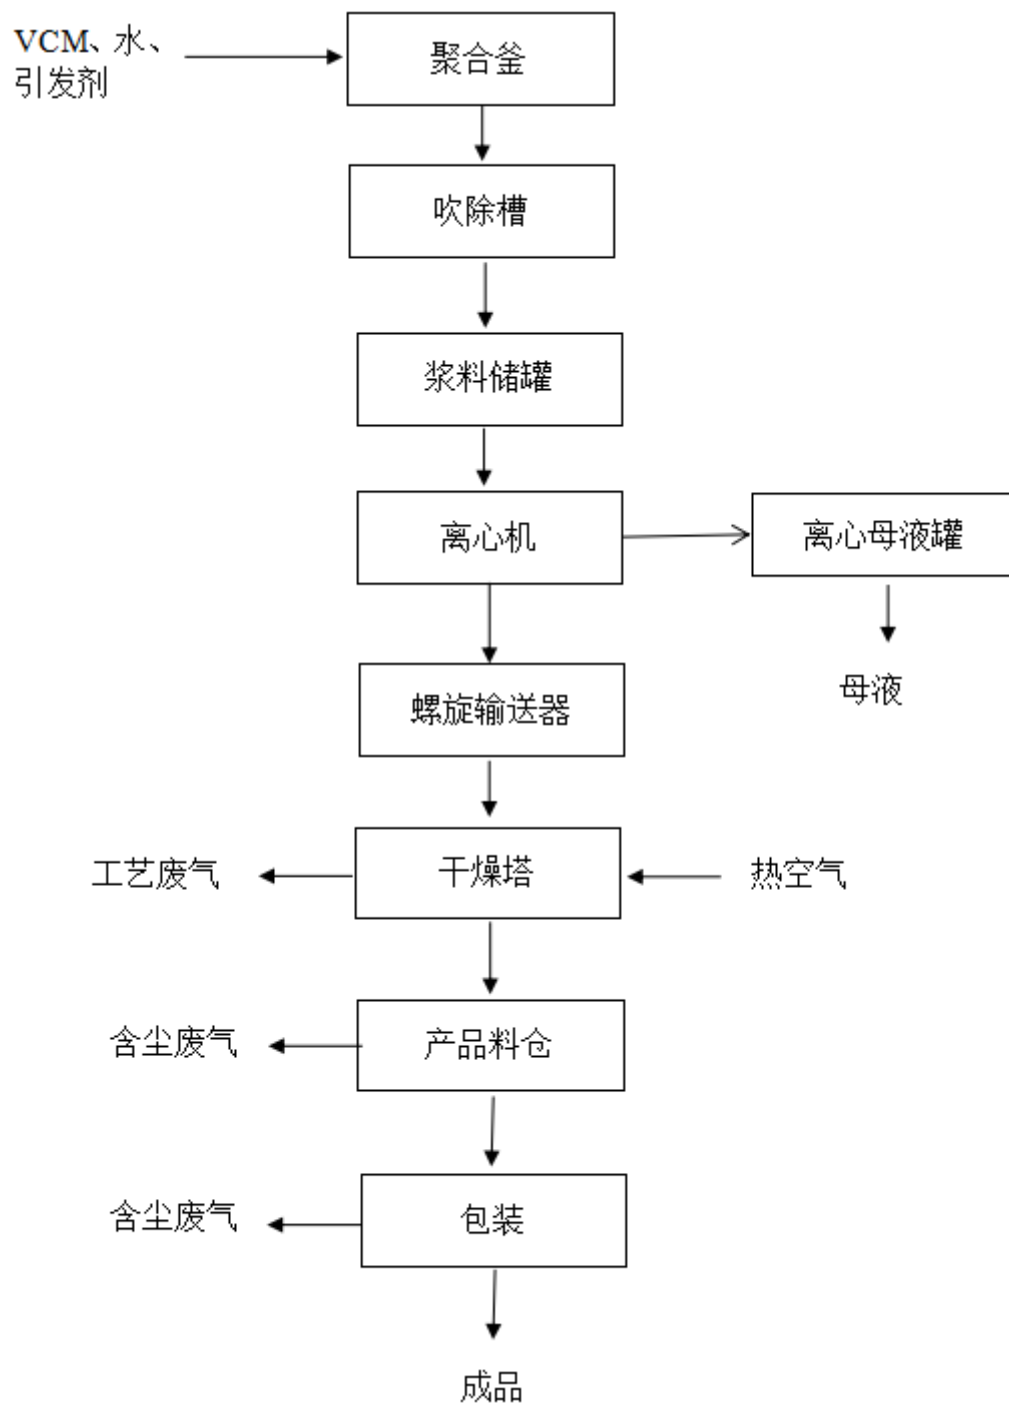 VCM、水、
引发剂
聚合釜
吹除槽
浆料储罐
离心机
离心母液罐
母液
螺旋输送器
工艺废气
干燥塔
热空气
含尘废气
产品料仓
含尘废气
包装
成品